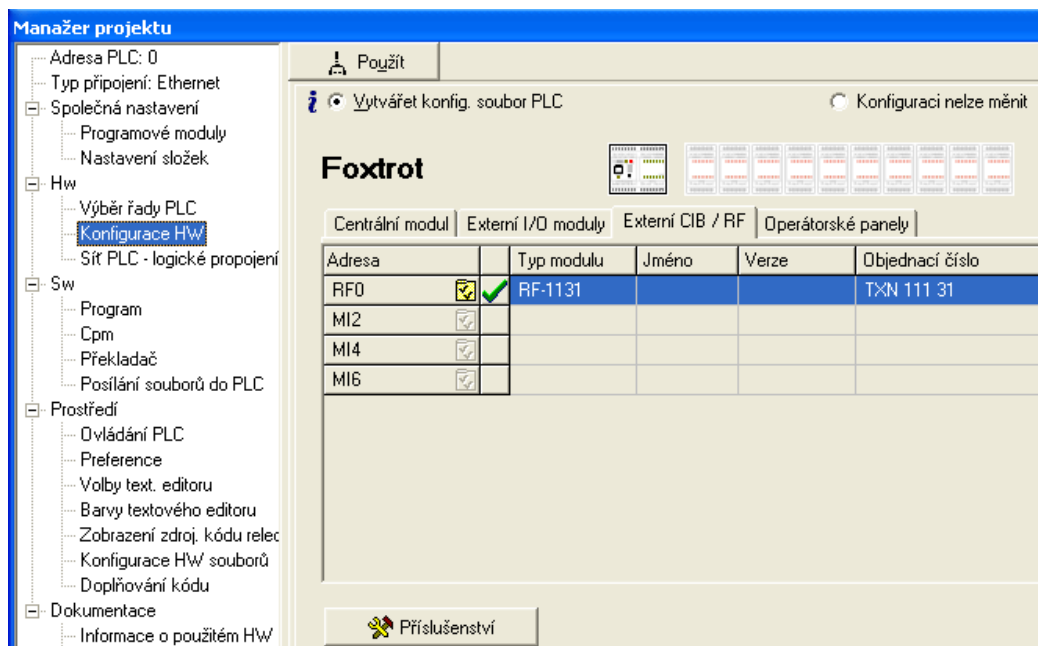 Manažer projektu
Adresa PLC: 0
Typ připojení: Ethernet
Společná nastavení
Programové moduly
Nastavení složek
Hw
Výběr řady PLC
Konfigurace HW
Síť PLC - logické propojení
Sw
Program
Cpm
Překladač
Posílání souborů do PLC
Prostředí
Ovládání PLC
Preference
Volby text. editoru
Barvy textového editoru
Zobrazení zdroj. kódu relec
Konfigurace HW souborů
Doplňování kódu
Dokumentace
Informace o použitém HW
Použít
Vytvářet konfig. soubor PLC
Konfiguraci nelze měnit
Foxtrot
Centrální modul
Externí I/O moduly
Externí CIB / RF
Operátorské panely
Adresa Typ modulu Jméno Verze Objednací číslo
RF0 RF-1131 TXN 111 31
MI2
MI4
MI6
Příslušenství